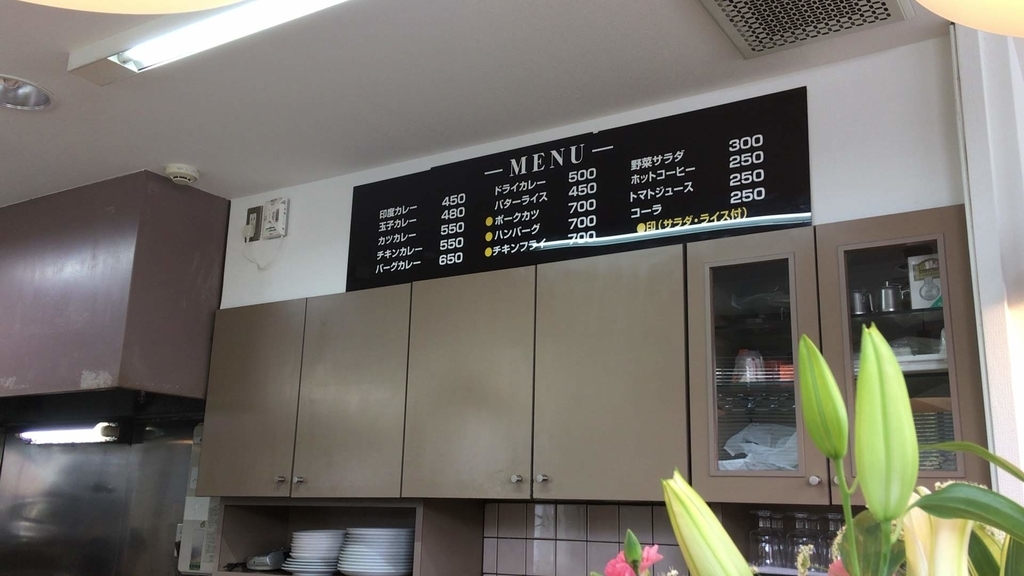 — MENU —
印度カレー 450
玉子カレー 480
カツカレー 550
チキンカレー 550
バーグカレー 650
ドライカレー 500
バターライス 450
●ポークカツ 700
●ハンバーグ 700
●チキンフライ 700
野菜サラダ 300
ホットコーヒー 250
トマトジュース 250
コーラ 250
●印(サラダ・ライス付)